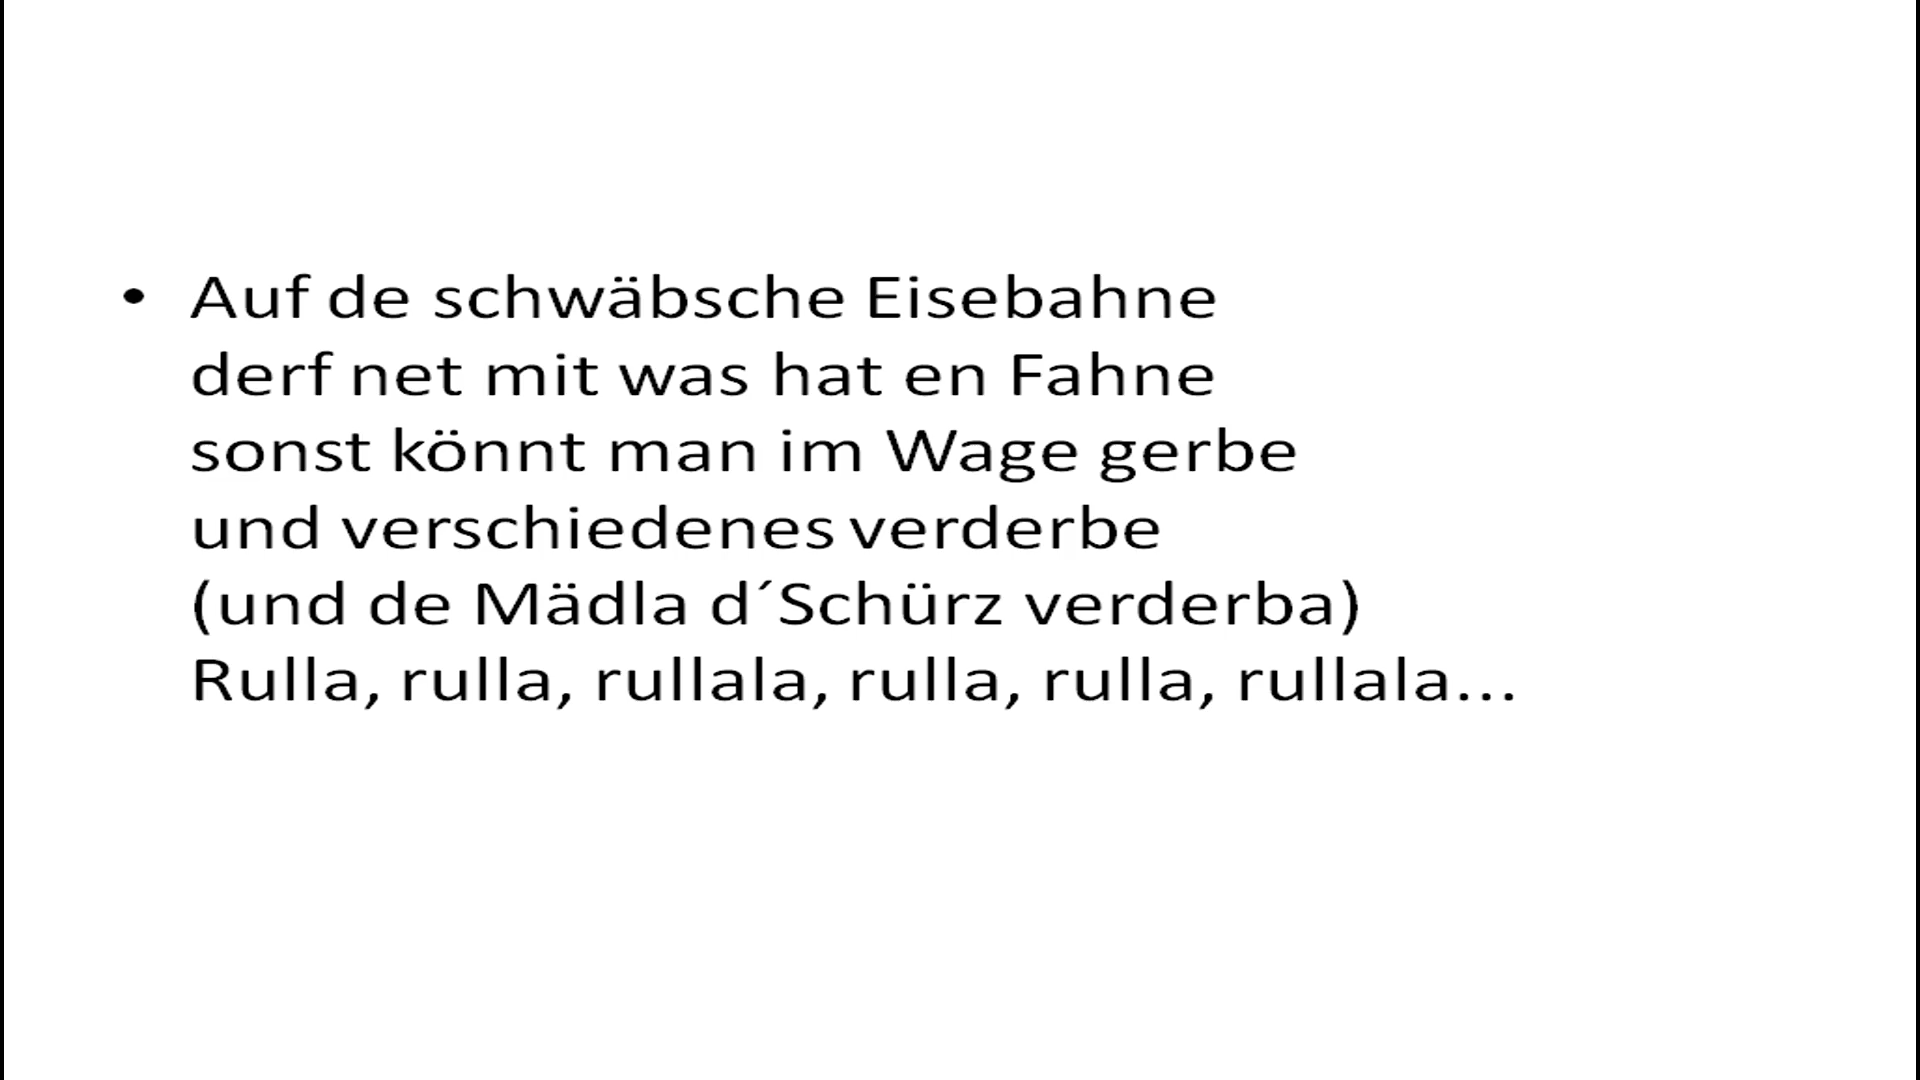 • Auf de schwäbsche Eisebahne
derf net mit was hat en Fahne
sonst könnt man im Wage gerbe
und verschiedenes verderbe
(und de Mädla d´Schürz verderba)
Rulla, rulla, rullala, rulla, rulla, rullala...